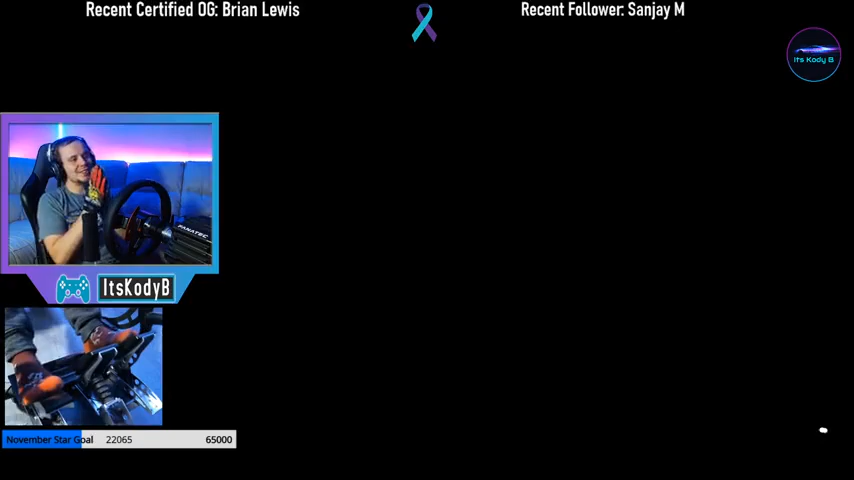 Recent Certified OG: Brian Lewis
Recent Follower: Sanjay M
Its Kody B
FANATEC
ItsKodyB
November Star Goal 22065 65000